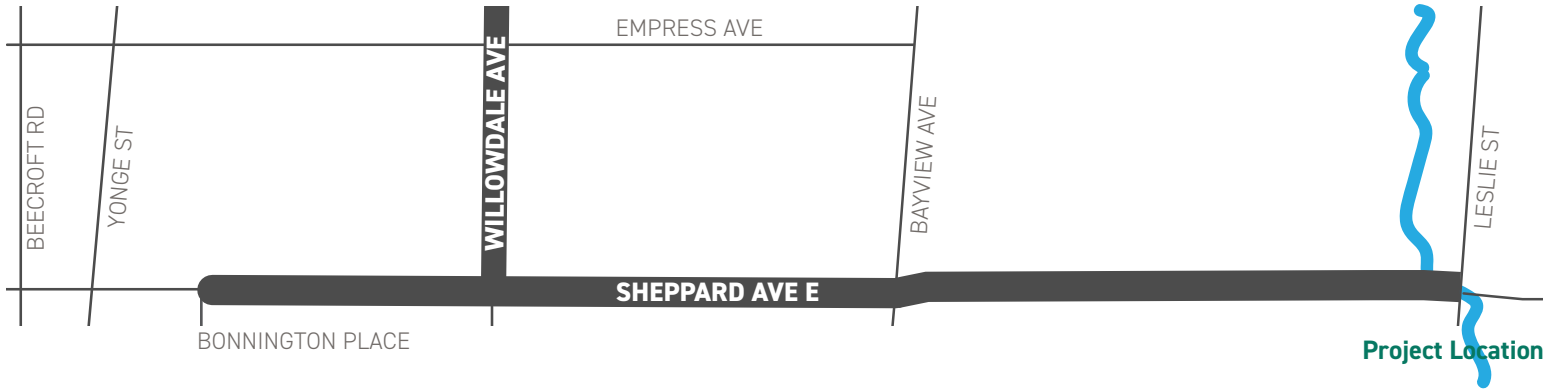 EMPRESS AVE
WILLOWDALE AVE
BEECROFT RD
YONGE ST
BAYVIEW AVE
LESLIE ST
SHEPPARD AVE E
BONNINGTON PLACE
Project Location